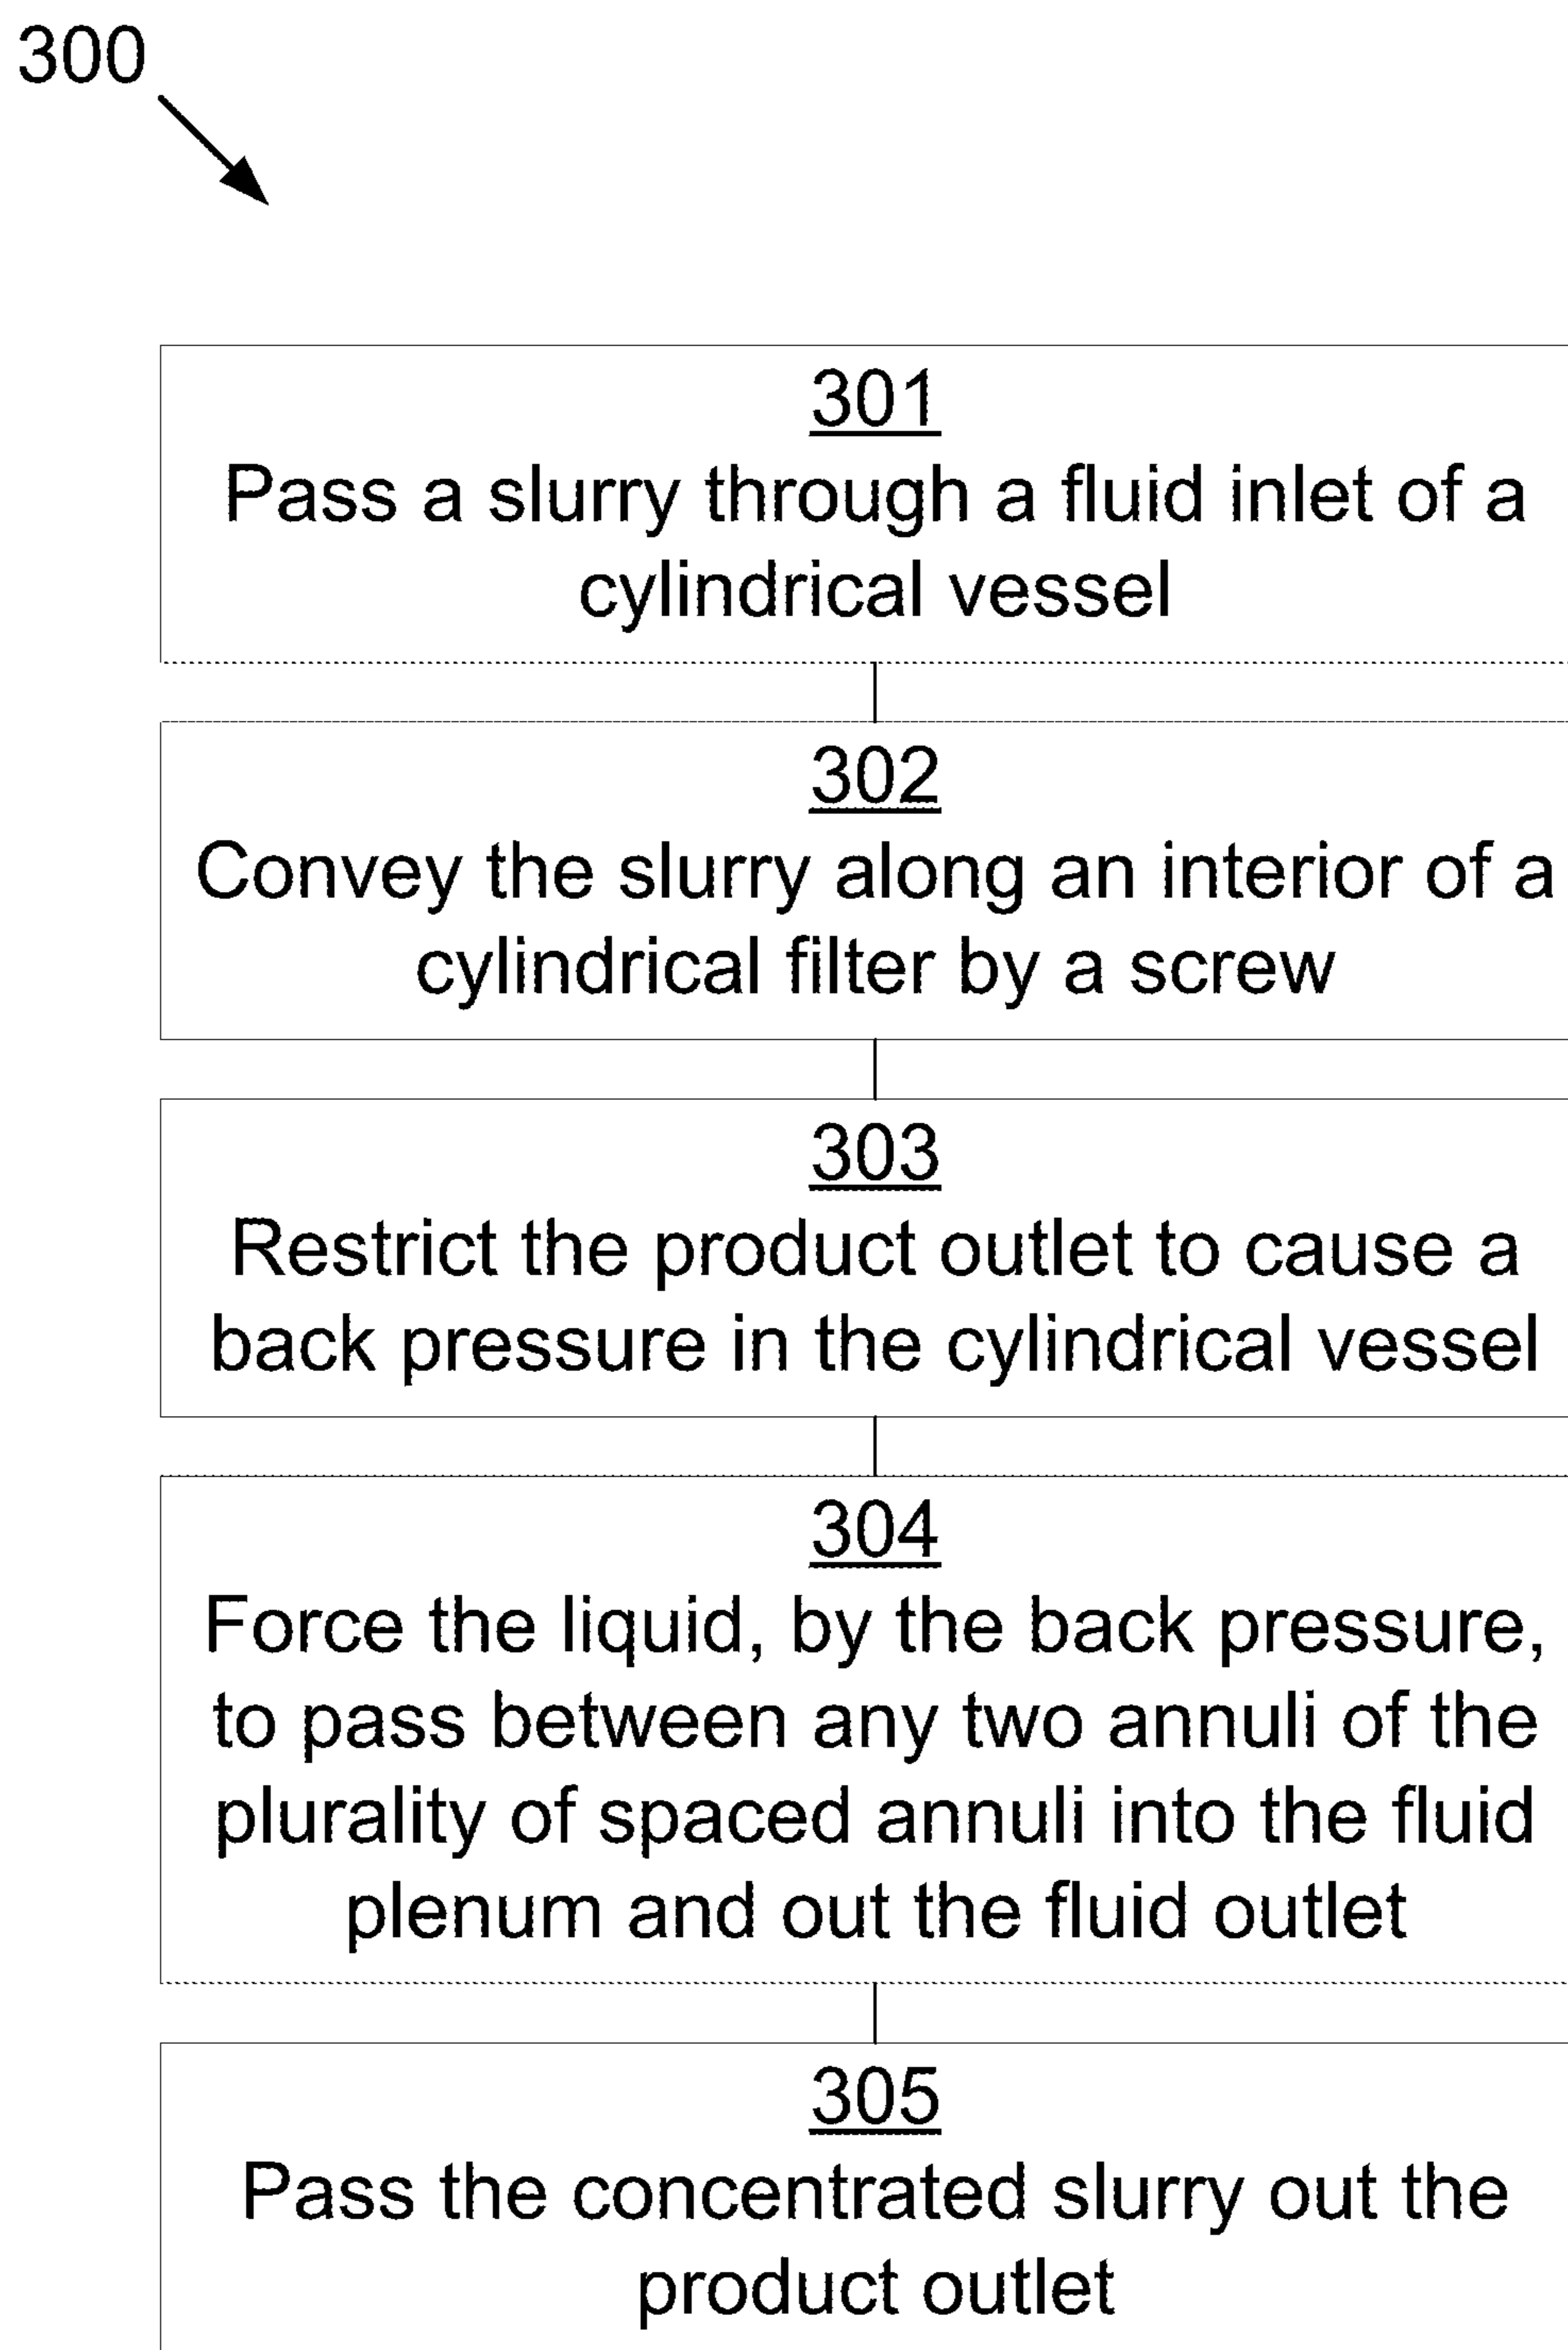 300
301
Pass a slurry through a fluid inlet of a
cylindrical vessel
302
Convey the slurry along an interior of a
cylindrical filter by a screw
303
Restrict the product outlet to cause a
back pressure in the cylindrical vessel
304
Force the liquid, by the back pressure,
to pass between any two annuli of the
plurality of spaced annuli into the fluid
plenum and out the fluid outlet
305
Pass the concentrated slurry out the
product outlet